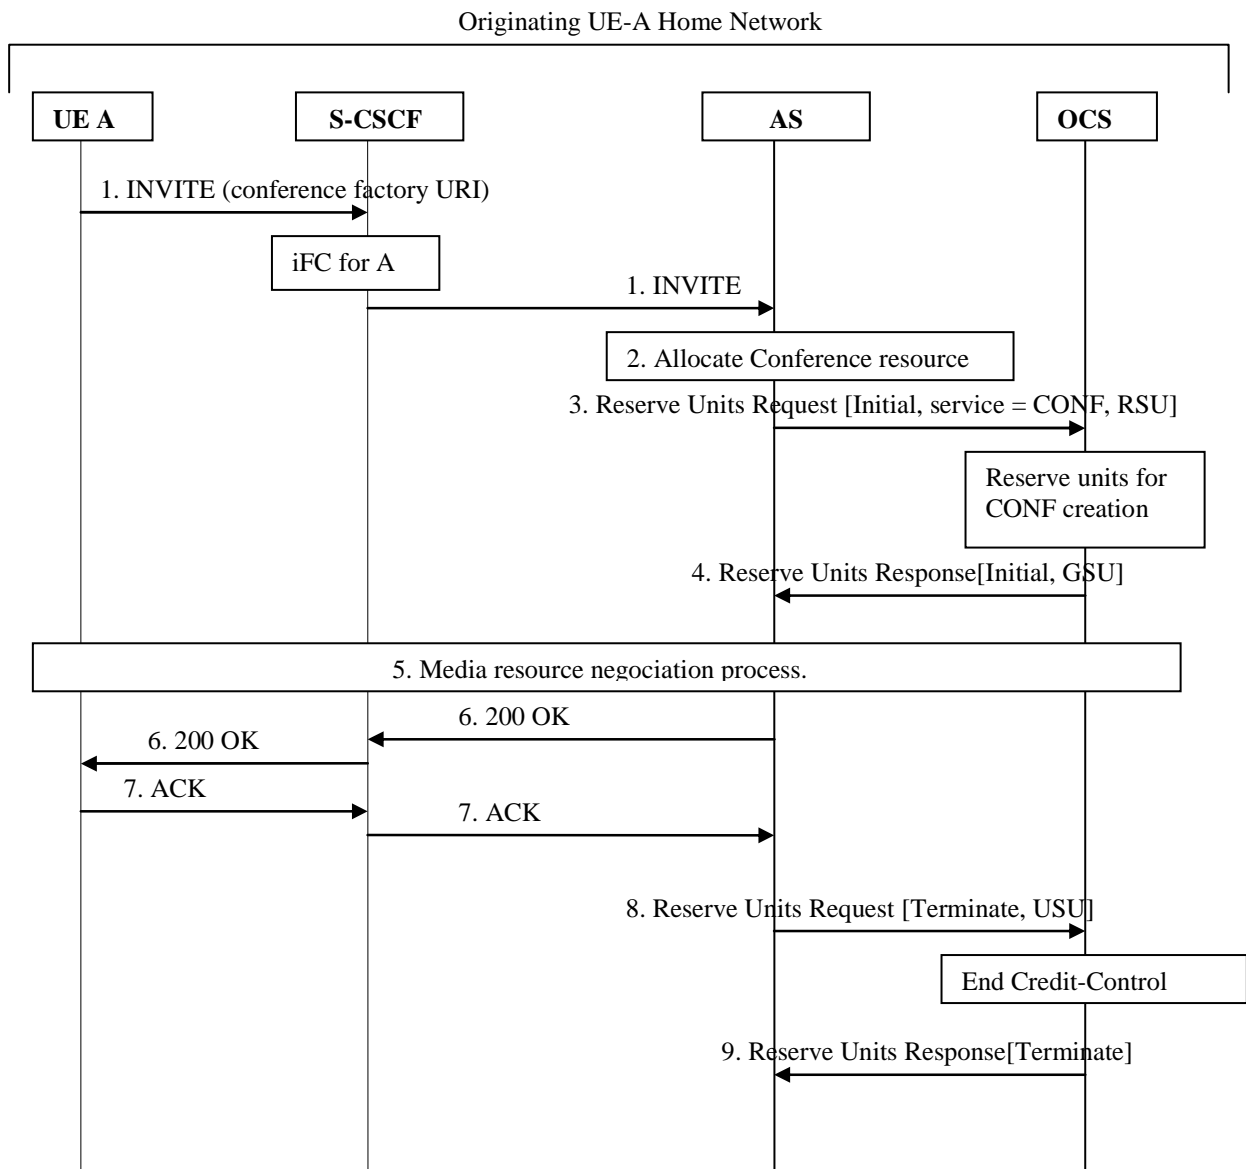 Originating UE-A Home Network
UE A
S-CSCF
AS
OCS
1. INVITE (conference factory URI)
iFC for A
1. INVITE
2. Allocate Conference resource
3. Reserve Units Request [Initial, service = CONF, RSU]
Reserve units for
CONF creation
4. Reserve Units Response[Initial, GSU]
5. Media resource negociation process.
6. 200 OK
6. 200 OK
7. ACK
7. ACK
8. Reserve Units Request [Terminate, USU]
End Credit-Control
9. Reserve Units Response[Terminate]